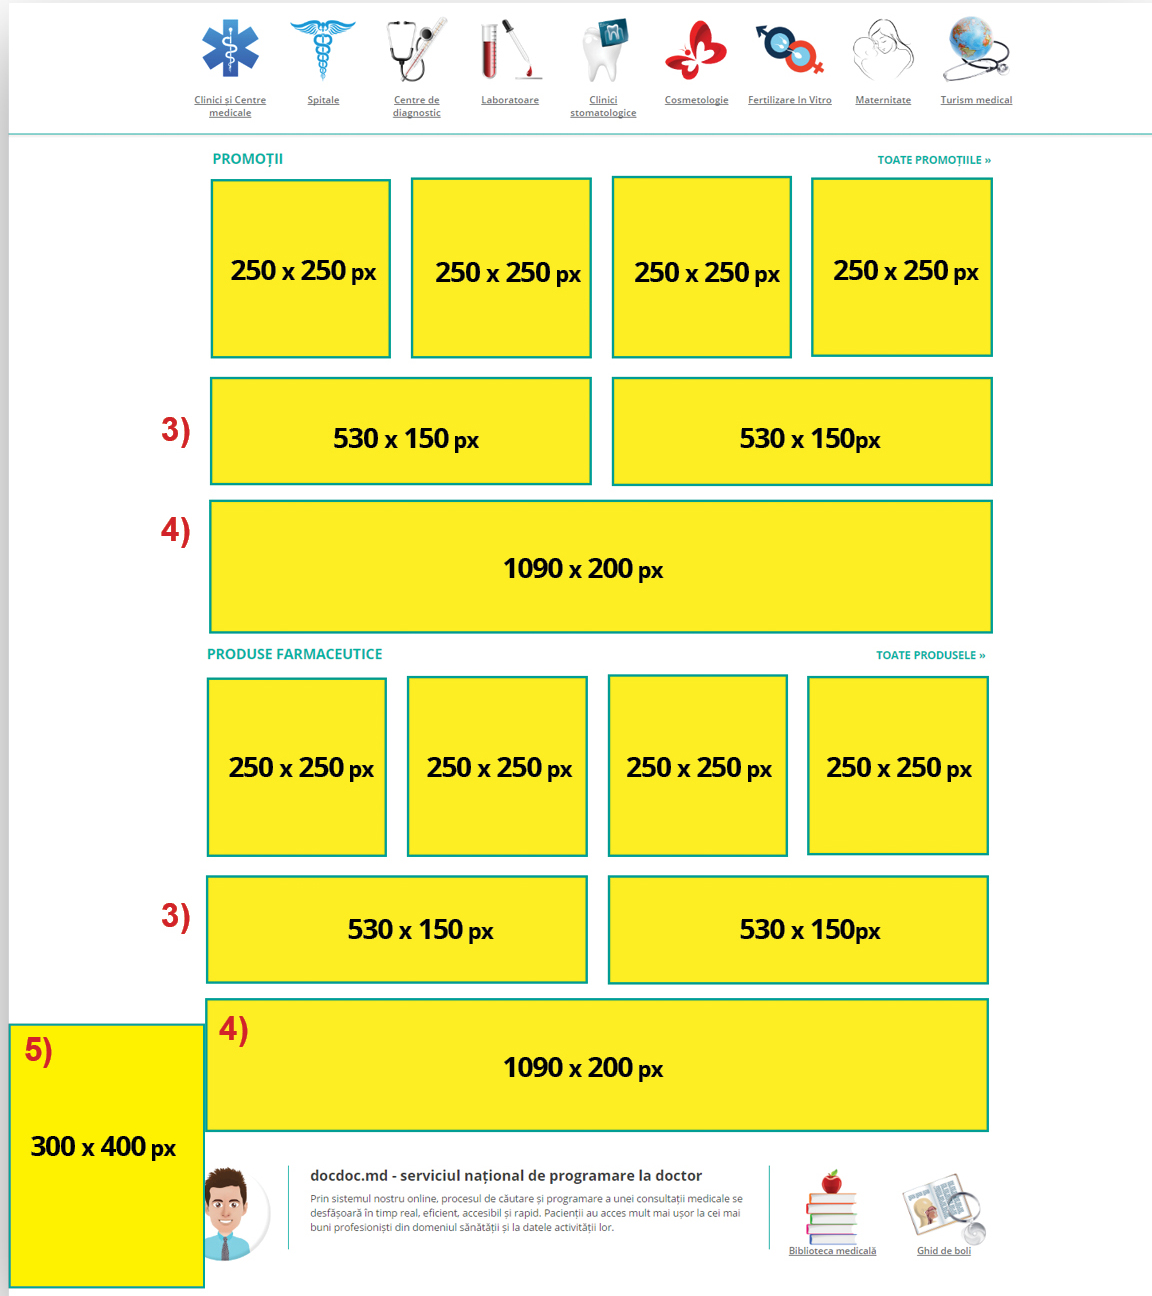 Clinici și Centre medicale
Spitale
Centre de diagnostic
Laboratoare
Clinici stomatologice
Cosmetologie
Fertilizare In Vitro
Maternitate
Turism medical
PROMOȚII
TOATE PROMOȚIILE »
250 x 250 px
250 x 250 px
250 x 250 px
250 x 250 px
3)
530 x 150 px
530 x 150px
4)
1090 x 200 px
PRODUSE FARMACEUTICE
TOATE PRODUSELE »
250 x 250 px
250 x 250 px
250 x 250 px
250 x 250 px
3)
530 x 150 px
530 x 150px
4)
1090 x 200 px
5)
300 x 400 px
docdoc.md - serviciul național de programare la doctor
Prin sistemul nostru online, procesul de căutare și programare a unei consultații medicale se
desfășoară în timp real, eficient, accesibil și rapid. Pacienții au acces mult mai ușor la cei mai
buni profesioniști din domeniul sănătății și la datele activității lor.
Biblioteca medicală
Ghid de boli